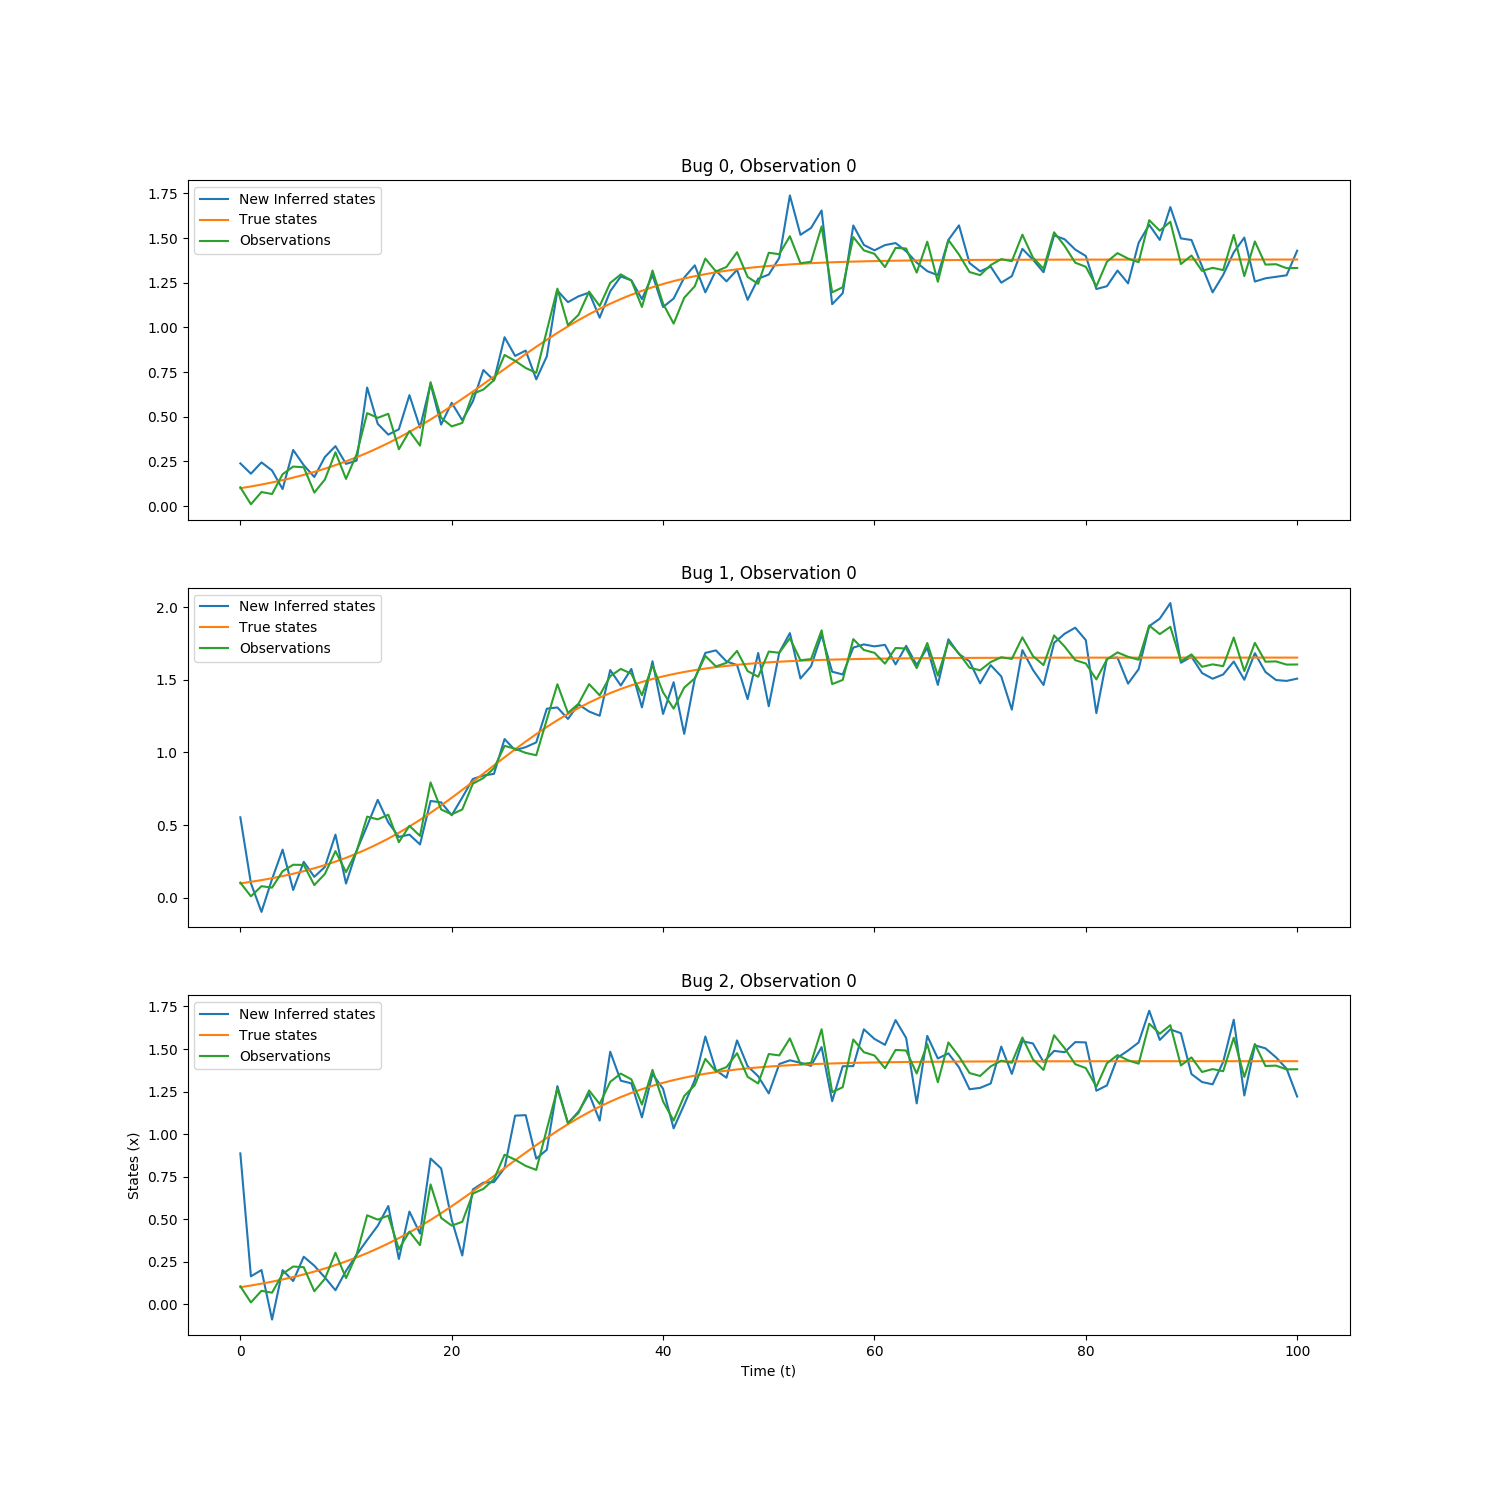 Bug 0, Observation 0
1.75
1.50
1.25
1.00
0.75
0.50
0.25
0.00
New Inferred states
True states
Observations
Bug 1, Observation 0
2.0
1.5
1.0
0.5
0.0
New Inferred states
True states
Observations
Bug 2, Observation 0
1.75
1.50
1.25
1.00
0.75
0.50
0.25
0.00
New Inferred states
True states
Observations
States (x)
0 20 40 60 80 100
Time (t)